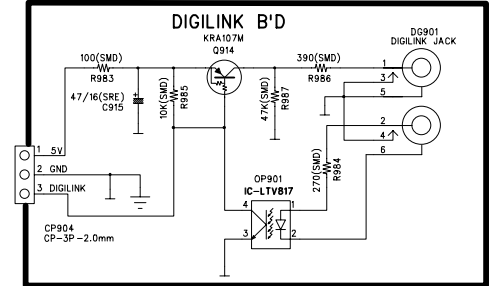 DIGILINK B'D
KRA107M
Q914
DG901
DIGILINK JACK
100(SMD)
R983
390(SMD)
R986
47/16(SRE)
C915
10K(SMD)
R985
47K(SMD)
R987
1
3
5
2
4
6
270(SMD)
R984
1 5V
2 GND
3 DIGILINK
CP904
CP-3P-2.0mm
OP901
IC-LTV817
4
1
3
2